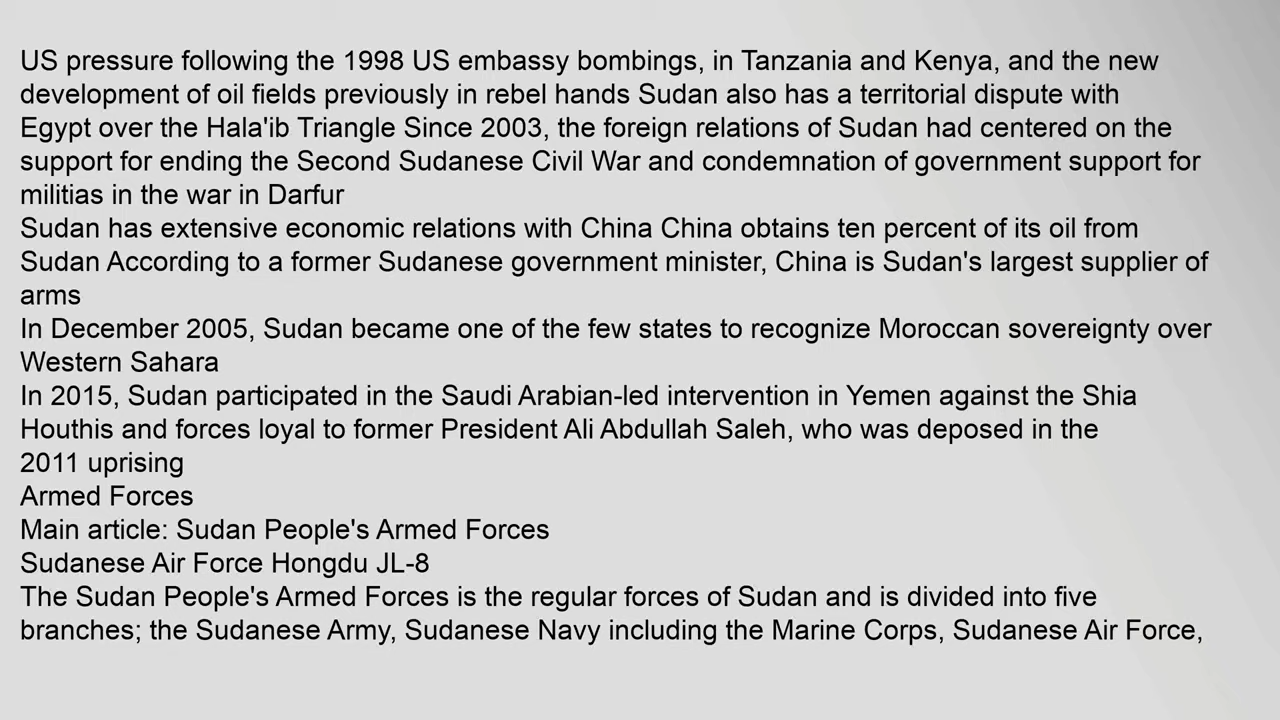 US pressure following the 1998 US embassy bombings, in Tanzania and Kenya, and the new
development of oil fields previously in rebel hands Sudan also has a territorial dispute with
Egypt over the Hala'ib Triangle Since 2003, the foreign relations of Sudan had centered on the
support for ending the Second Sudanese Civil War and condemnation of government support for
militias in the war in Darfur
Sudan has extensive economic relations with China China obtains ten percent of its oil from
Sudan According to a former Sudanese government minister, China is Sudan's largest supplier of
arms
In December 2005, Sudan became one of the few states to recognize Moroccan sovereignty over
Western Sahara
In 2015, Sudan participated in the Saudi Arabian-led intervention in Yemen against the Shia
Houthis and forces loyal to former President Ali Abdullah Saleh, who was deposed in the
2011 uprising
Armed Forces
Main article: Sudan People's Armed Forces
Sudanese Air Force Hongdu JL-8
The Sudan People's Armed Forces is the regular forces of Sudan and is divided into five
branches; the Sudanese Army, Sudanese Navy including the Marine Corps, Sudanese Air Force,